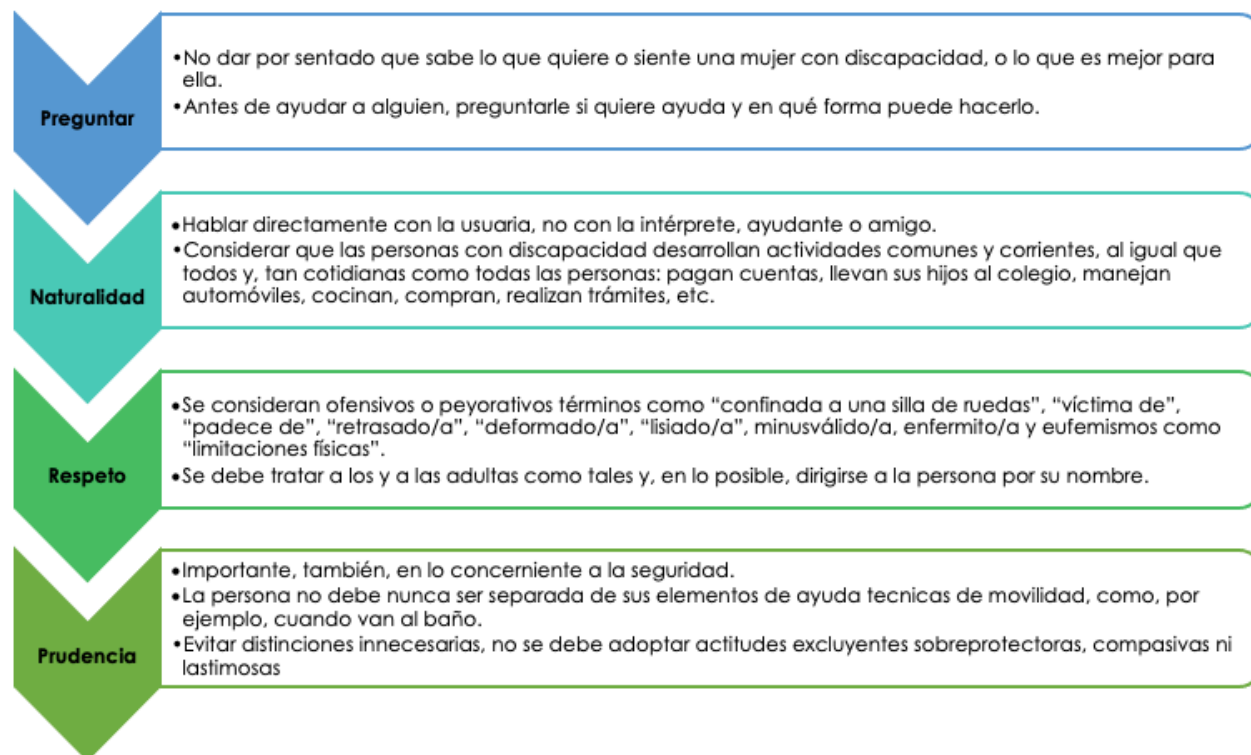 Preguntar
•No dar por sentado que sabe lo que quiere o siente una mujer con discapacidad, o lo que es mejor para
ella.
•Antes de ayudar a alguien, preguntarle si quiere ayuda y en qué forma puede hacerlo.
Naturalidad
•Hablar directamente con la usuaria, no con la intérprete, ayudante o amigo.
•Considerar que las personas con discapacidad desarrollan actividades comunes y corrientes, al igual que
todos y, tan cotidianas como todas las personas: pagan cuentas, llevan sus hijos al colegio, manejan
automóviles, cocinan, compran, realizan trámites, etc.
Respeto
•Se consideran ofensivos o peyorativos términos como “confinada a una silla de ruedas”, “víctima de”,
“padece de”, “retrasado/a”, “deformado/a”, “lisiado/a”, minusválido/a, enfermito/a y eufemismos como
“limitaciones físicas”.
•Se debe tratar a los y a las adultas como tales y, en lo posible, dirigirse a la persona por su nombre.
Prudencia
•Importante, también, en lo concerniente a la seguridad.
•La persona no debe nunca ser separada de sus elementos de ayuda tecnicas de movilidad, como, por
ejemplo, cuando van al baño.
•Evitar distinciones innecesarias, no se debe adoptar actitudes excluyentes sobreprotectoras, compasivas ni
lastimosas